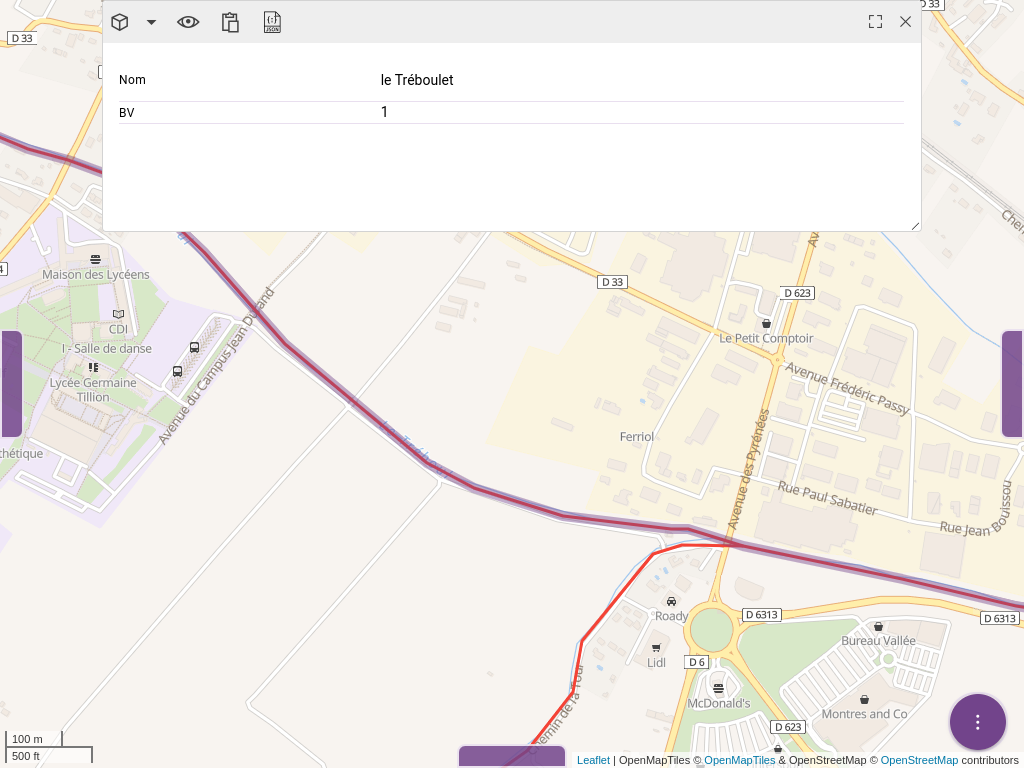 D 33
D 33
JSON
Nom
le Tréboulet
BV
1
Maison des Lycéens
4
D 33
D 623
CDI
I - Salle de danse
Le Petit Comptoir
Lycée Germaine
Tillion
Avenue du Campus Jean Durand
Avenue Frédéric Passy
Ferriol
thétique
Avenue des Pyrénées
Rue Paul Sabatier
Rue Jean Bouissou
Roady
D 6313
D 6313
Bureau Vallée
Lidl
D 6
McDonald's
Montres and Co
D 623
Chemin de la Tour
100 m
500 ft
Leaflet | OpenMapTiles © OpenMapTiles & OpenStreetMap © OpenStreetMap contributors